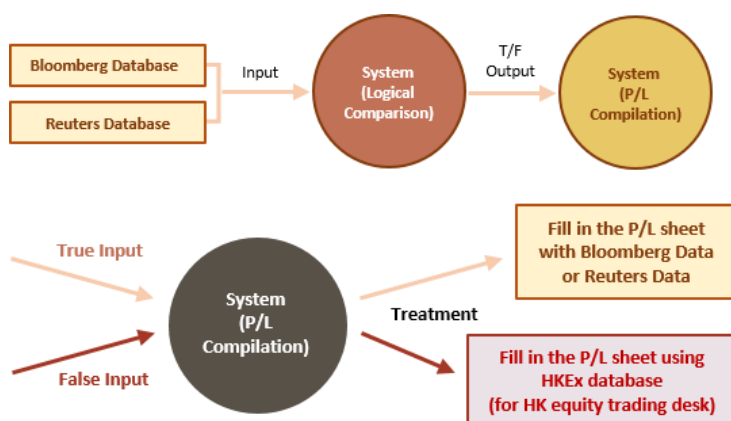 Bloomberg Database
Reuters Database
Input
System
(Logical
Comparison)
T/F
Output
System
(P/L
Compilation)
True Input
False Input
System
(P/L
Compilation)
Treatment
Fill in the P/L sheet
with Bloomberg Data
or Reuters Data
Fill in the P/L sheet using
HKEx database
(for HK equity trading desk)